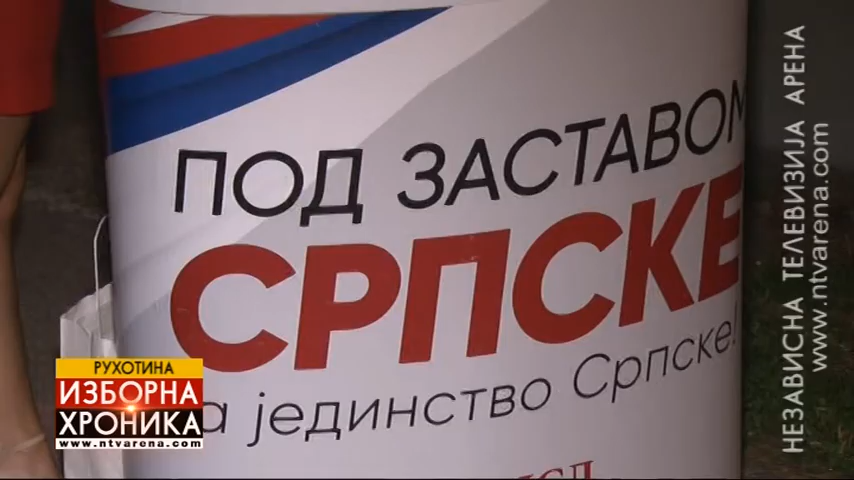 ПОД ЗАСТАВОМ
СРПСКЕ
јединство Српске!
РУХОТИНА
ИЗБОРНА
ХРОНИКА
www.ntvarena.com
НЕЗАВИСНА ТЕЛЕВИЗИЈА АРЕНА
www.ntvarena.com